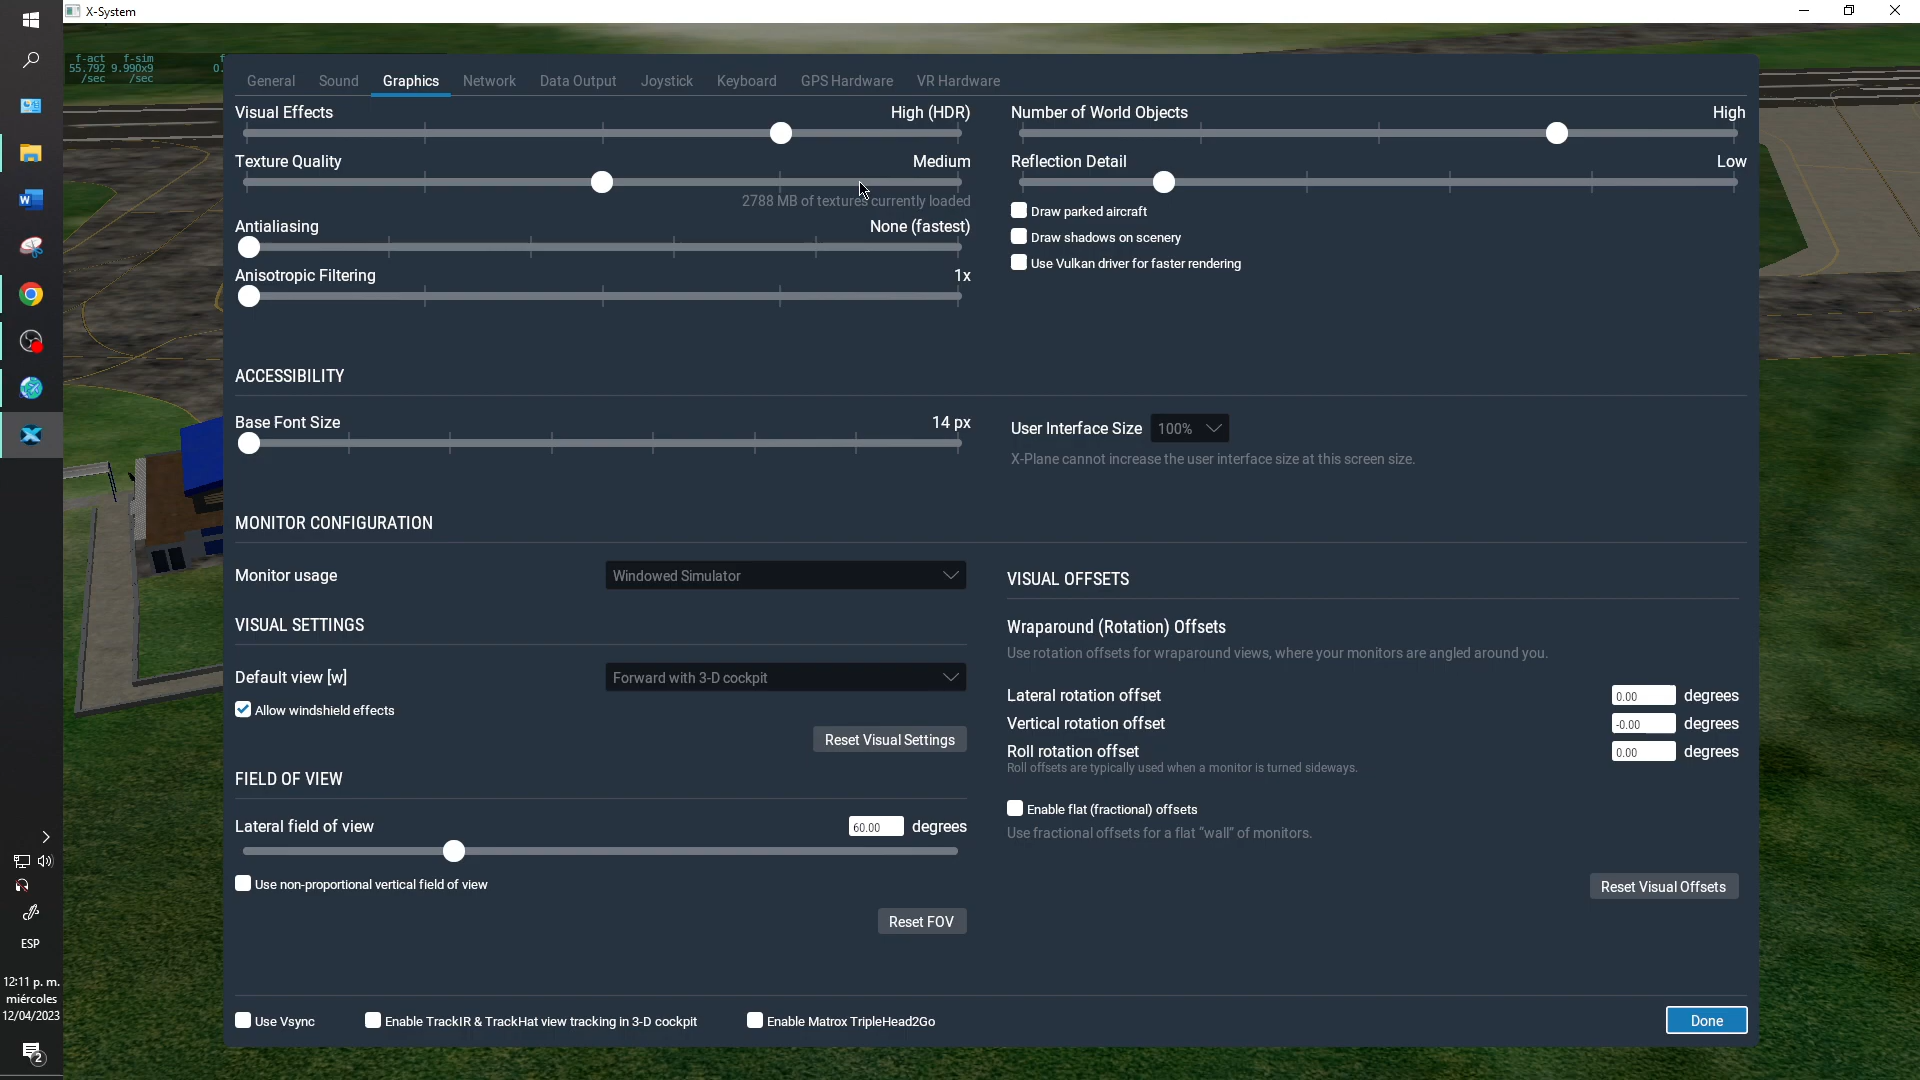 X-System
f-act f-sim
55.792 9.990x9
/sec /sec
General Sound Graphics Network Data Output Joystick Keyboard GPS Hardware VR Hardware
Visual Effects High (HDR)
Texture Quality Medium
2788 MB of textures currently loaded
Antialiasing None (fastest)
Anisotropic Filtering 1x
Number of World Objects High
Reflection Detail Low
Draw parked aircraft
Draw shadows on scenery
Use Vulkan driver for faster rendering
ACCESSIBILITY
Base Font Size 14 px
User Interface Size 100%
X-Plane cannot increase the user interface size at this screen size.
MONITOR CONFIGURATION
Monitor usage Windowed Simulator
VISUAL SETTINGS
Default view [w] Forward with 3-D cockpit
Allow windshield effects
Reset Visual Settings
FIELD OF VIEW
Lateral field of view 60.00 degrees
Use non-proportional vertical field of view
Reset FOV
VISUAL OFFSETS
Wraparound (Rotation) Offsets
Use rotation offsets for wraparound views, where your monitors are angled around you.
Lateral rotation offset 0.00 degrees
Vertical rotation offset -0.00 degrees
Roll rotation offset 0.00 degrees
Roll offsets are typically used when a monitor is turned sideways.
Enable flat (fractional) offsets
Use fractional offsets for a flat "wall" of monitors.
Reset Visual Offsets
Use Vsync Enable TrackIR & TrackHat view tracking in 3-D cockpit Enable Matrox TripleHead2Go Done
ESP
12:11 p. m.
miércoles
12/04/2023
2